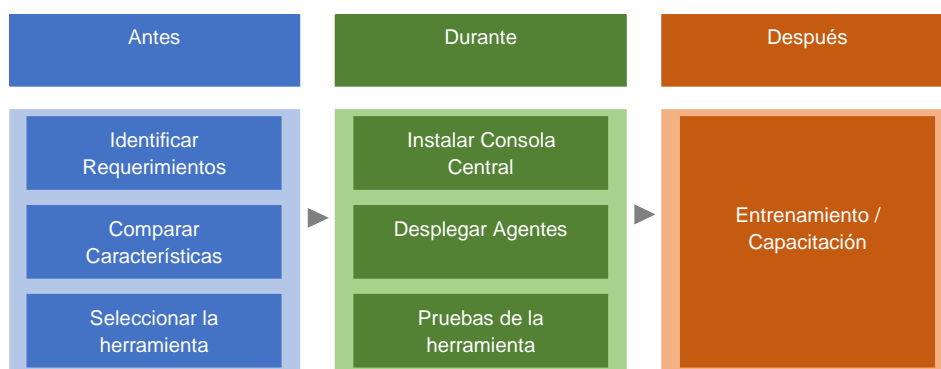 Antes
Durante
Después
Identificar
Requerimientos
Comparar
Características
Seleccionar la
herramienta
Instalar Consola
Central
Desplegar Agentes
Pruebas de la
herramienta
Entrenamiento /
Capacitación